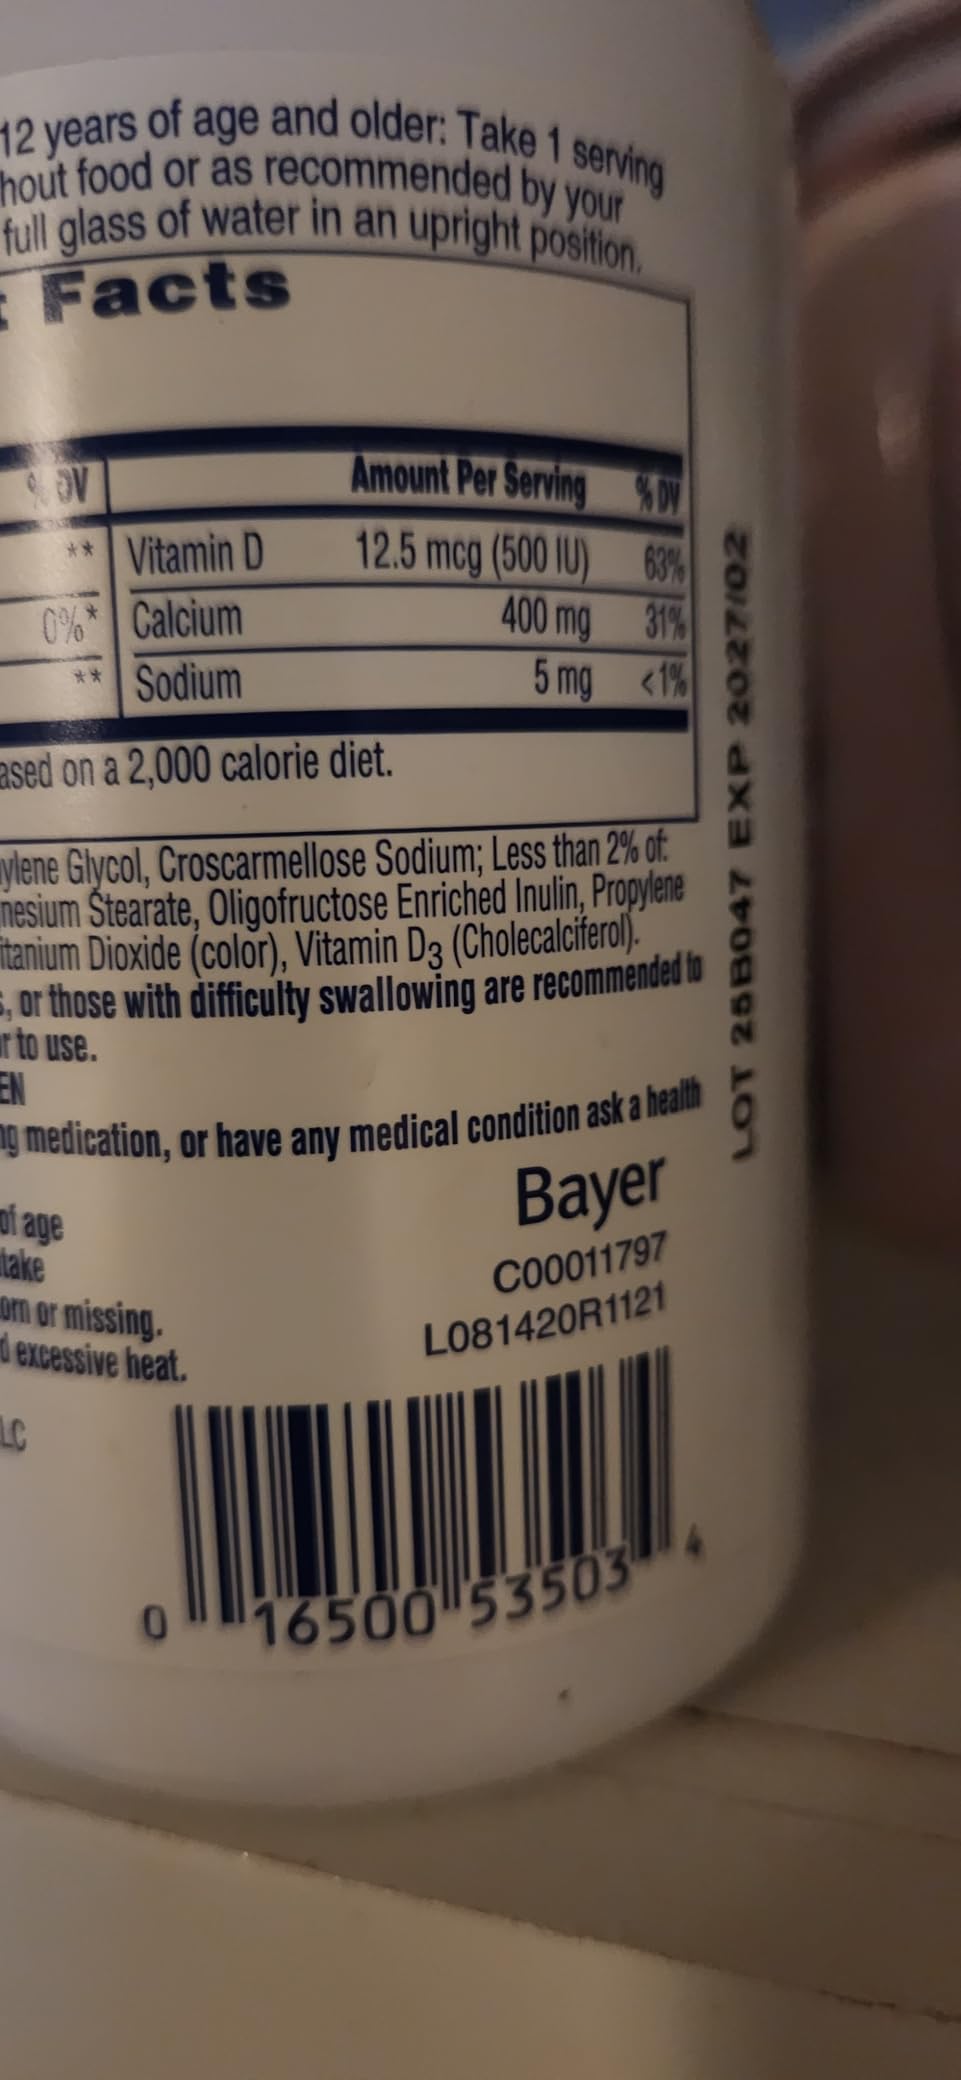 12 years of age and older: Take 1 serving
hout food or as recommended by your
full glass of water in an upright position.
t Facts
% DV
Amount Per Serving % DV
** Vitamin D 12.5 mcg (500 IU) 63%
0%* Calcium 400 mg 31%
** Sodium 5 mg <1%
ased on a 2,000 calorie diet.
ylene Glycol, Croscarmellose Sodium; Less than 2% of:
nesium Stearate, Oligofructose Enriched Inulin, Propylene
itanium Dioxide (color), Vitamin D3 (Cholecalciferol).
s, or those with difficulty swallowing are recommended to
or to use.
EN
ng medication, or have any medical condition ask a health
of age
take
orn or missing.
d excessive heat.
LC
Bayer
C00011797
L081420R1121
0 16500 53503 4
LOT 25B047 EXP 2027/02